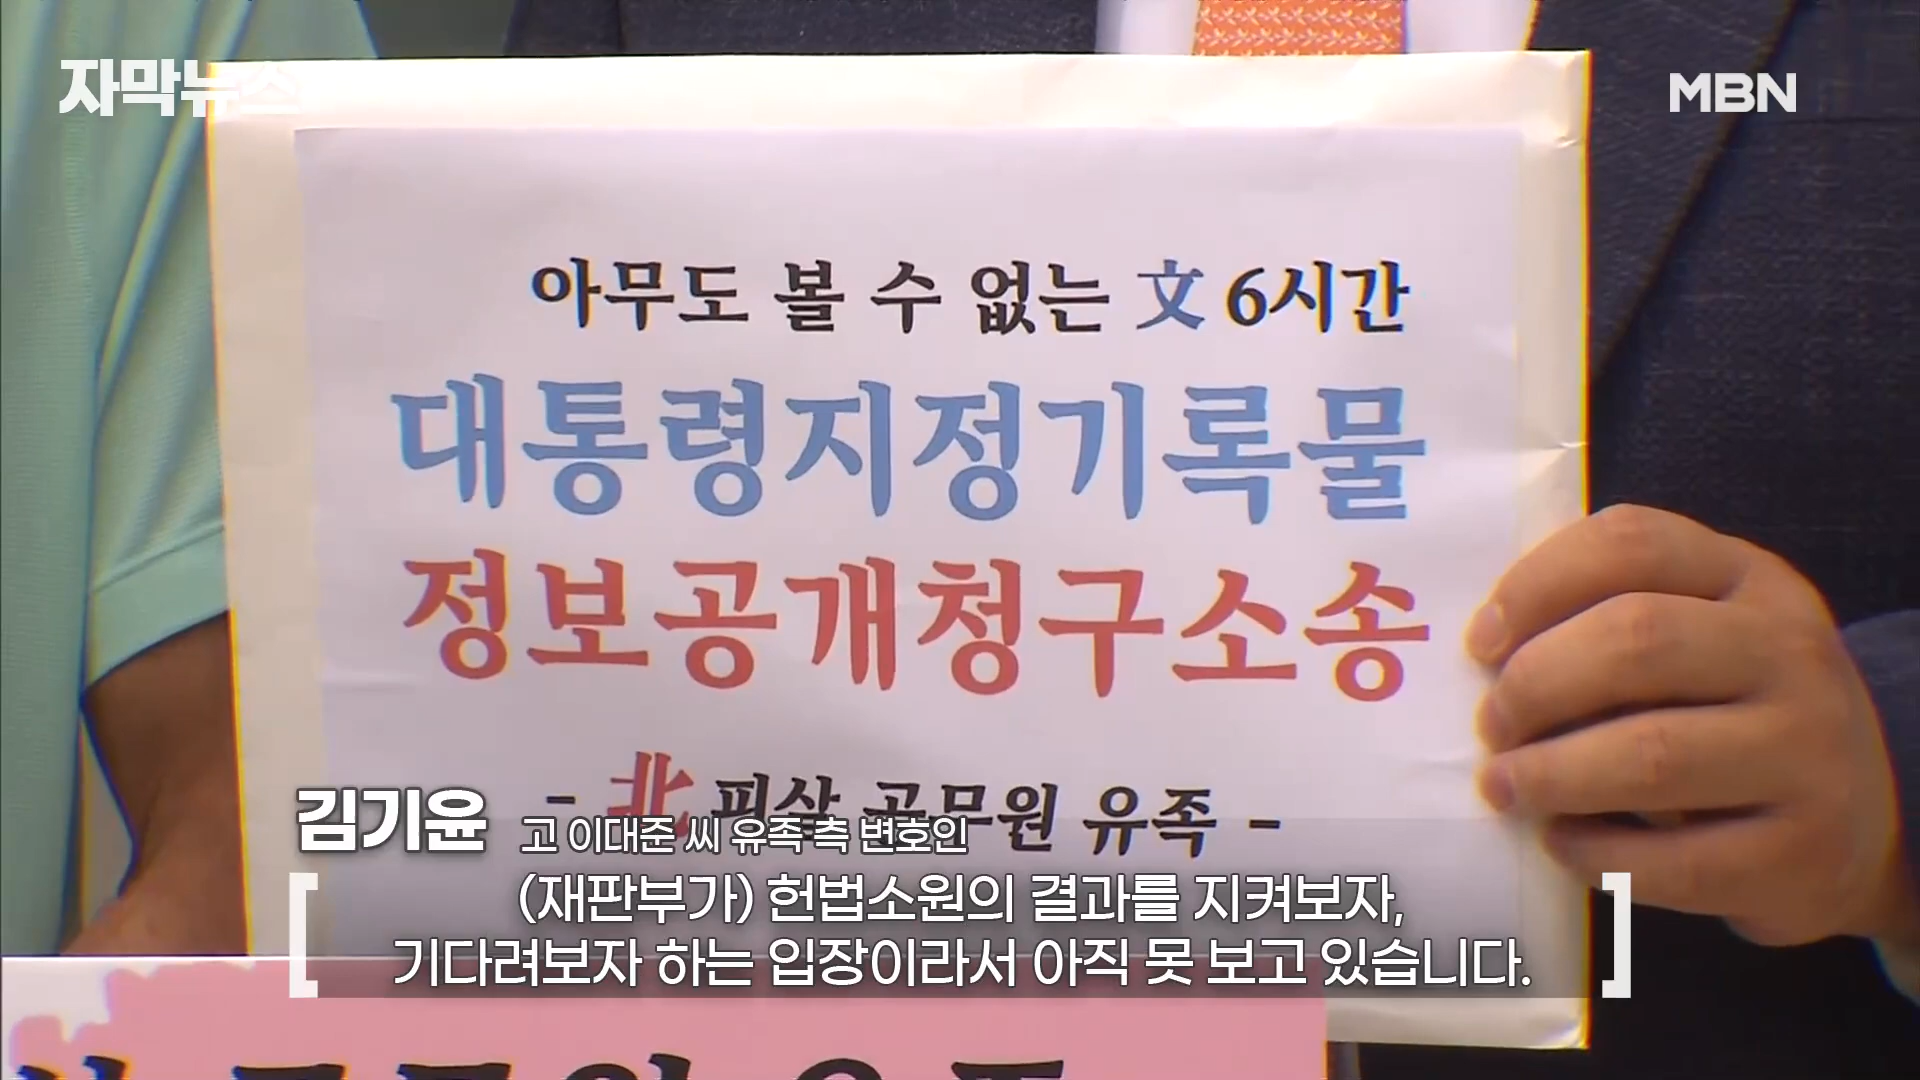 자막뉴스
MBN
아무도 볼 수 없는 文 6시간
대통령지정기록물
정보공개청구소송
- 北 피살 공무원 유족 -
김기윤 고 이대준 씨 유족 측 변호인
(재판부가) 헌법소원의 결과를 지켜보자,
기다려보자 하는 입장이라서 아직 못 보고 있습니다.